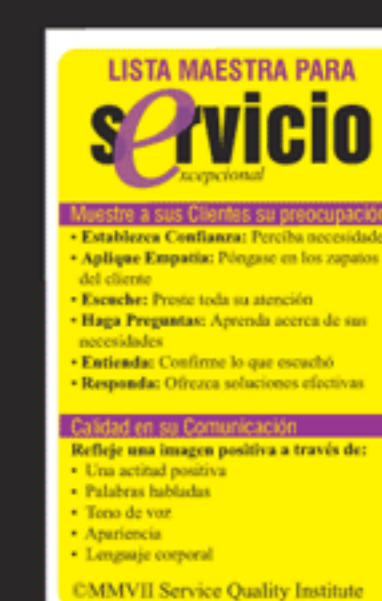 LISTA MAESTRA PARA
servicio
excepcional
Muestre a sus Clientes su preocupación
• Establezca Confianza: Perciba necesidade
• Aplique Empatía: Póngase en los zapatos
del cliente
• Escuche: Preste toda su atención
• Haga Preguntas: Aprenda acerca de sus
necesidades
• Entienda: Confirme lo que escuchó
• Responda: Ofrezca soluciones efectivas
Calidad en su Comunicación
Refleje una imagen positiva a través de:
• Una actitud positiva
• Palabras habladas
• Tono de voz
• Apariencia
• Lenguaje corporal
©MMVII Service Quality Institute